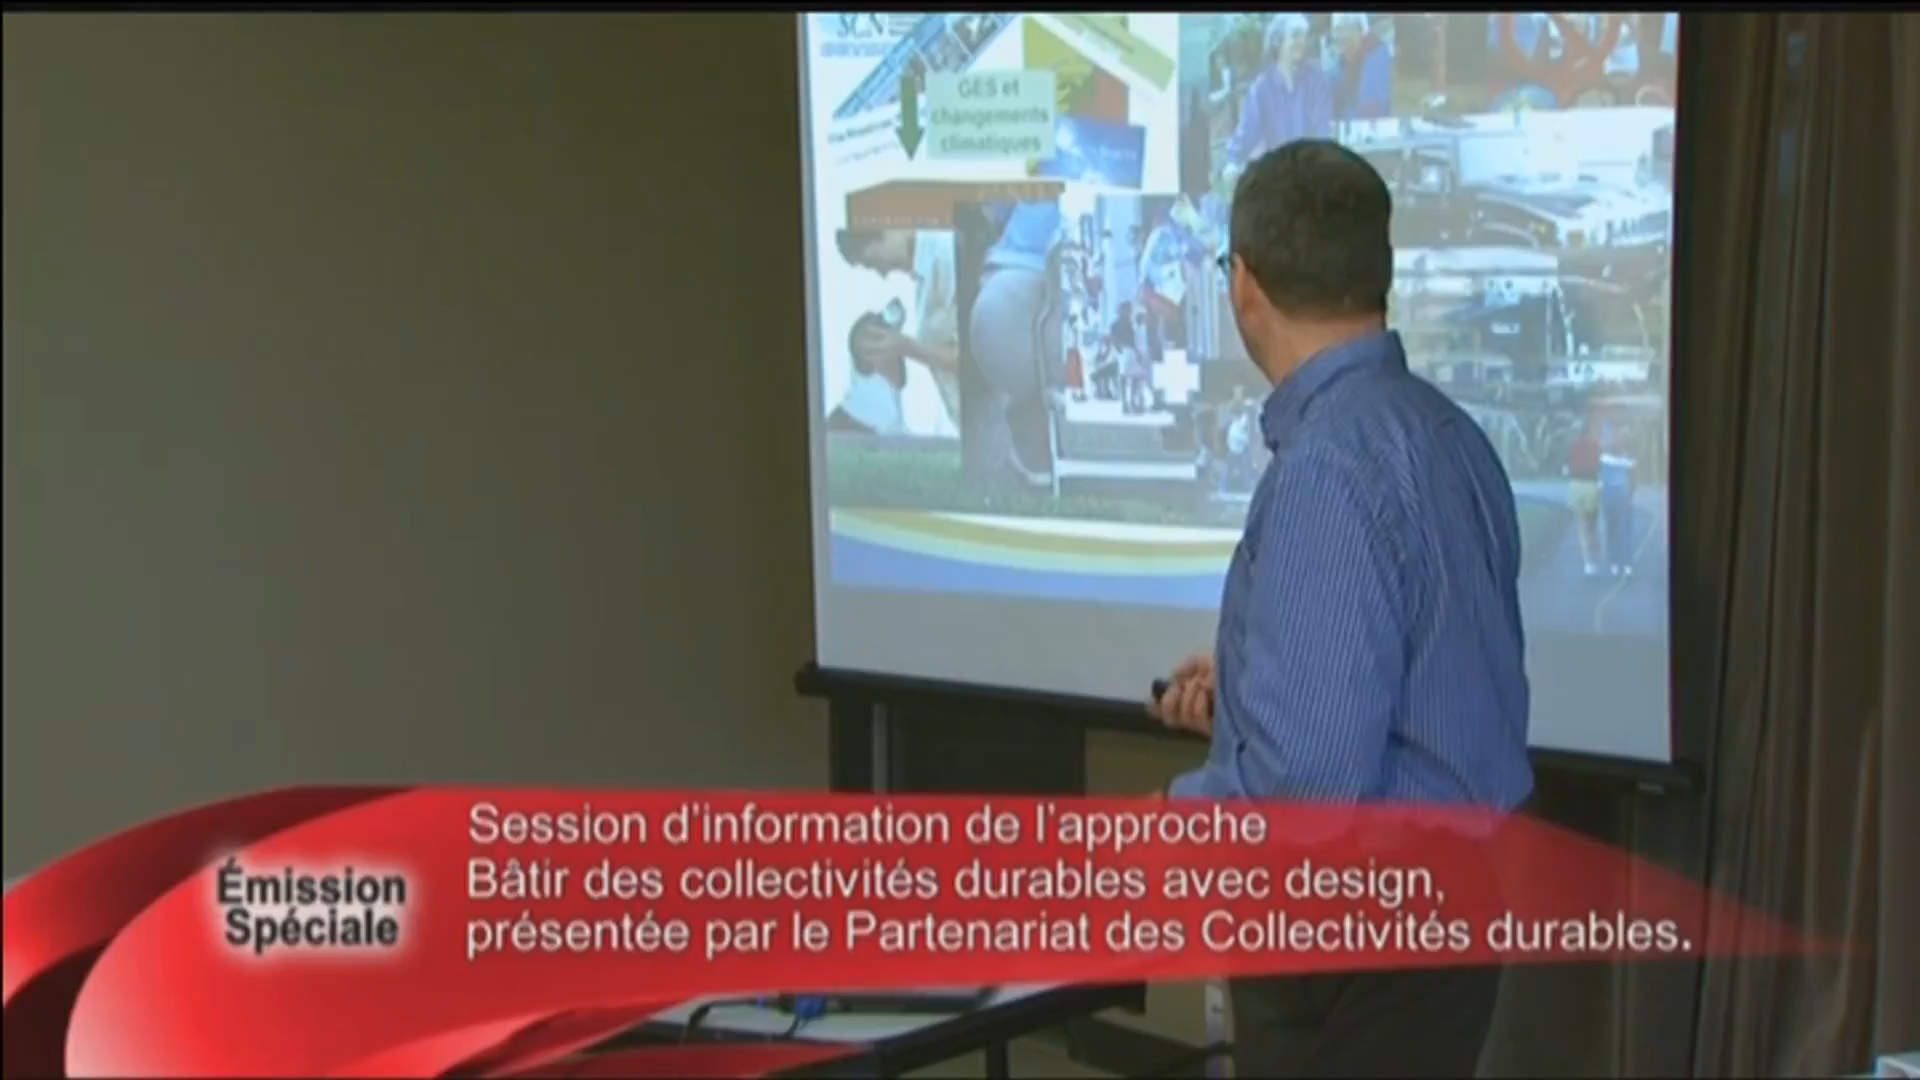 GES et
changements
climatiques
Émission
Spéciale
Session d'information de l'approche
Bâtir des collectivités durables avec design,
présentée par le Partenariat des Collectivités durables.